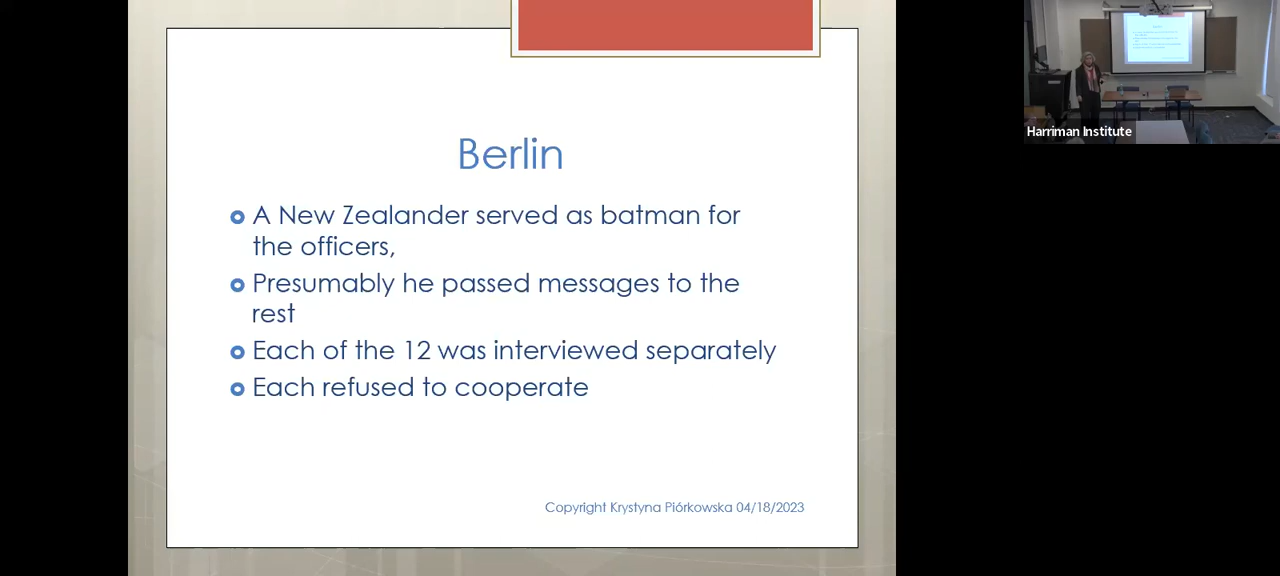 Berlin
A New Zealander served as batman for
the officers,
Presumably he passed messages to the
rest
Each of the 12 was interviewed separately
Each refused to cooperate
Copyright Krystyna Piórkowska 04/18/2023
Harriman Institute